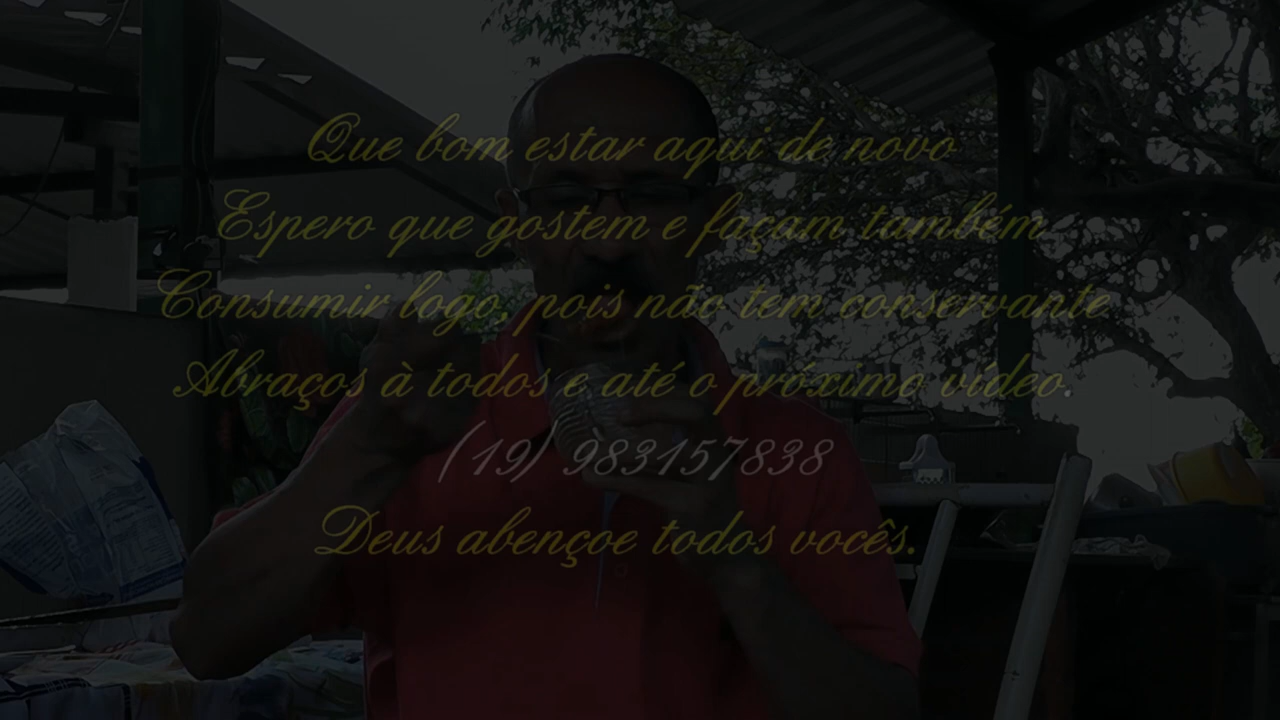 Que bom estar aqui de novo
Espero que gostem e façam também
Consumir logo, pois não tem conservante
Abraços à todos e até o próximo vídeo.
(19) 983157838
Deus abençoe todos vocês.